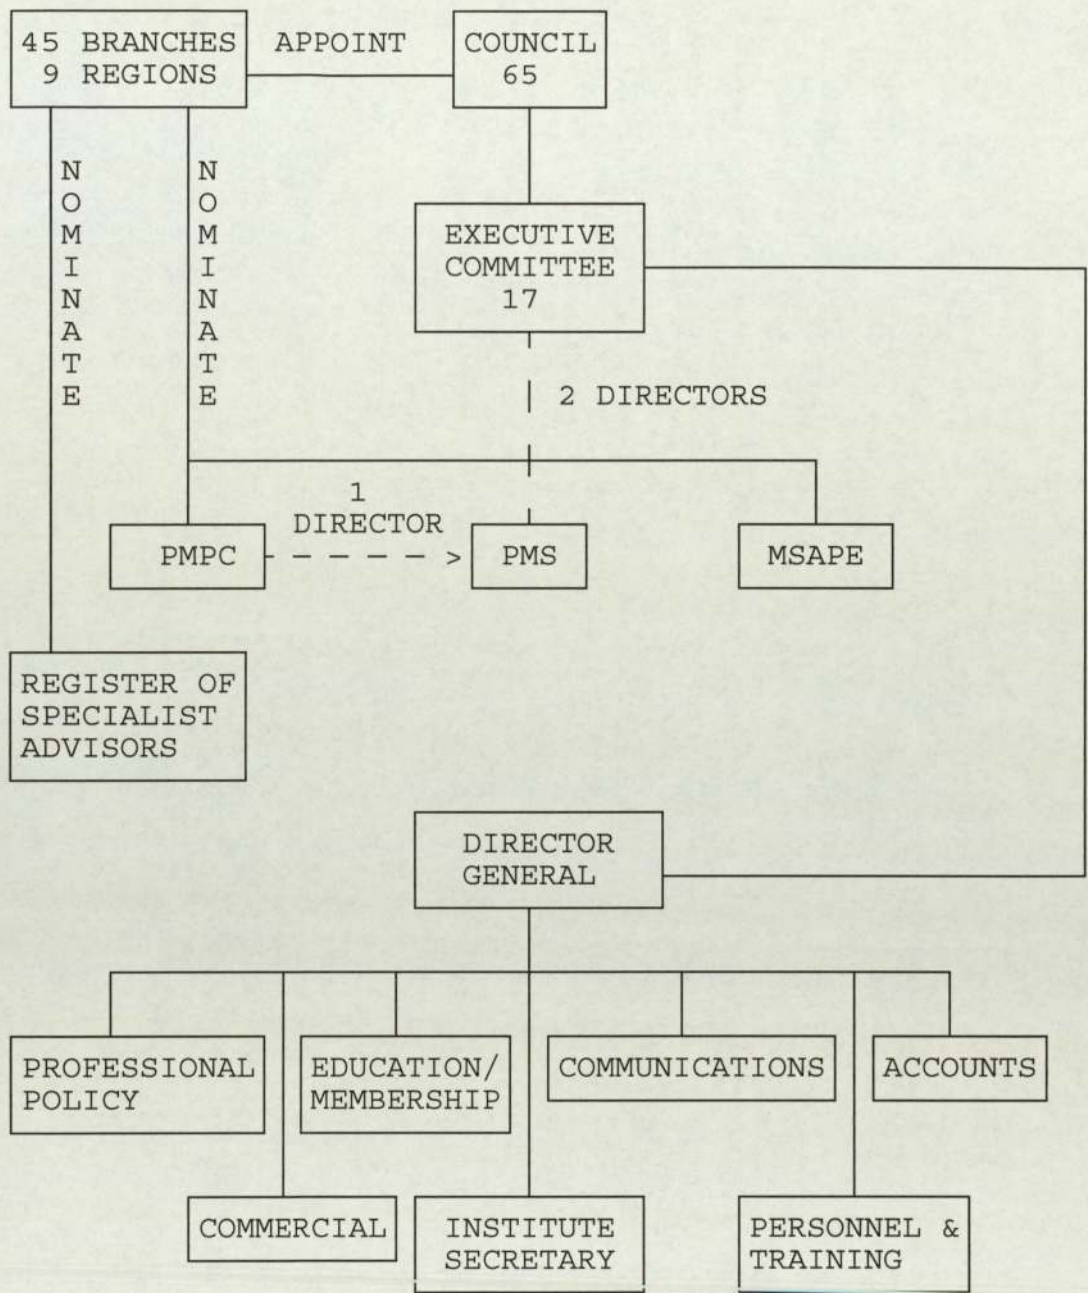 45 BRANCHES
9 REGIONS
APPOINT
COUNCIL
65
NOMINATE
NOMINATE
EXECUTIVE
COMMITTEE
17
2 DIRECTORS
1
DIRECTOR
PMPC
>
PMS
MSAPE
REGISTER OF
SPECIALIST
ADVISORS
DIRECTOR
GENERAL
PROFESSIONAL
POLICY
EDUCATION/
MEMBERSHIP
COMMUNICATIONS
ACCOUNTS
COMMERCIAL
INSTITUTE
SECRETARY
PERSONNEL &
TRAINING